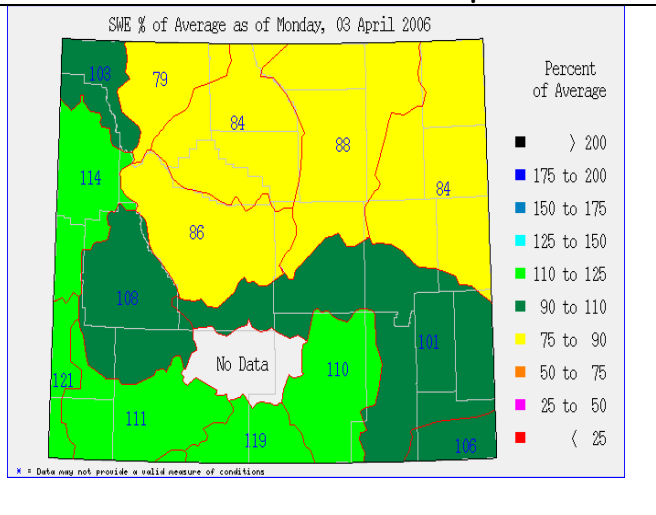 SWE % of Average as of Monday, 03 April 2006
Percent
of Average
> 200
175 to 200
150 to 175
125 to 150
110 to 125
90 to 110
75 to 90
50 to 75
25 to 50
< 25
103
79
84
88
114
84
86
108
101
No Data
110
121
111
119
106
* = Data may not provide a valid measure of conditions